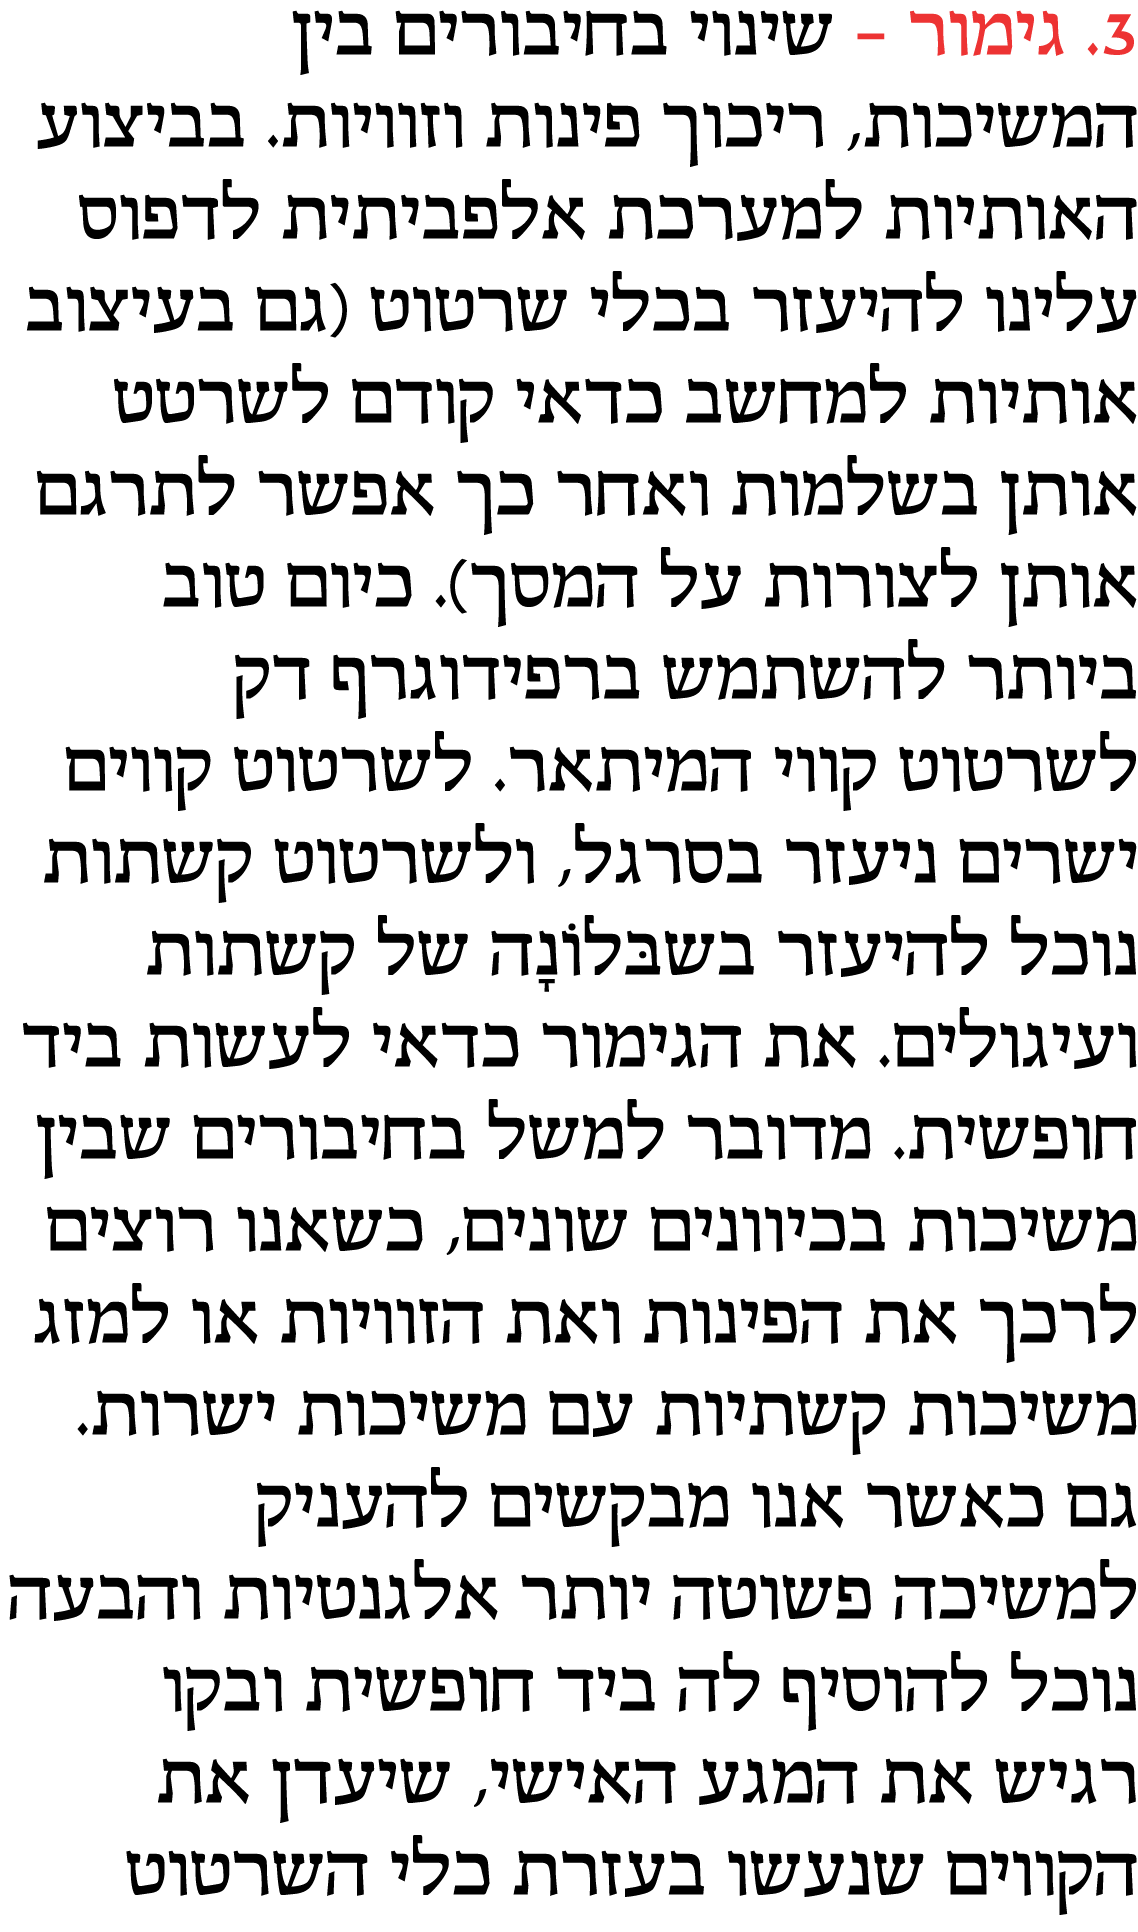 3. גימור – שינוי בחיבורים בין
המשיכות, ריכוך פינות וזוויות. בביצוע
האותיות למערכת אלפביתית לדפוס
עלינו להיעזר בכלי שרטוט (גם בעיצוב
אותיות למחשב כדאי קודם לשרטט
אותן בשלמות ואחר כך אפשר לתרגם
אותן לצורות על המסך). כיום טוב
ביותר להשתמש ברפידוגרף דק
לשרטוט קווי המיתאר. לשרטוט קווים
ישרים ניעזר בסרגל, ולשרטוט קשתות
נוכל להיעזר בשבּלוֹנָה של קשתות
ועיגולים. את הגימור כדאי לעשות ביד
חופשית. מדובר למשל בחיבורים שבין
משיכות בכיוונים שונים, כשאנו רוצים
לרכך את הפינות ואת הזוויות או למזג
משיכות קשתיות עם משיכות ישרות.
גם כאשר אנו מבקשים להעניק
למשיכה פשוטה יותר אלגנטיות והבעה
נוכל להוסיף לה ביד חופשית ובקו
רגיש את המגע האישי, שיעדן את
הקווים שנעשו בעזרת כלי השרטוט